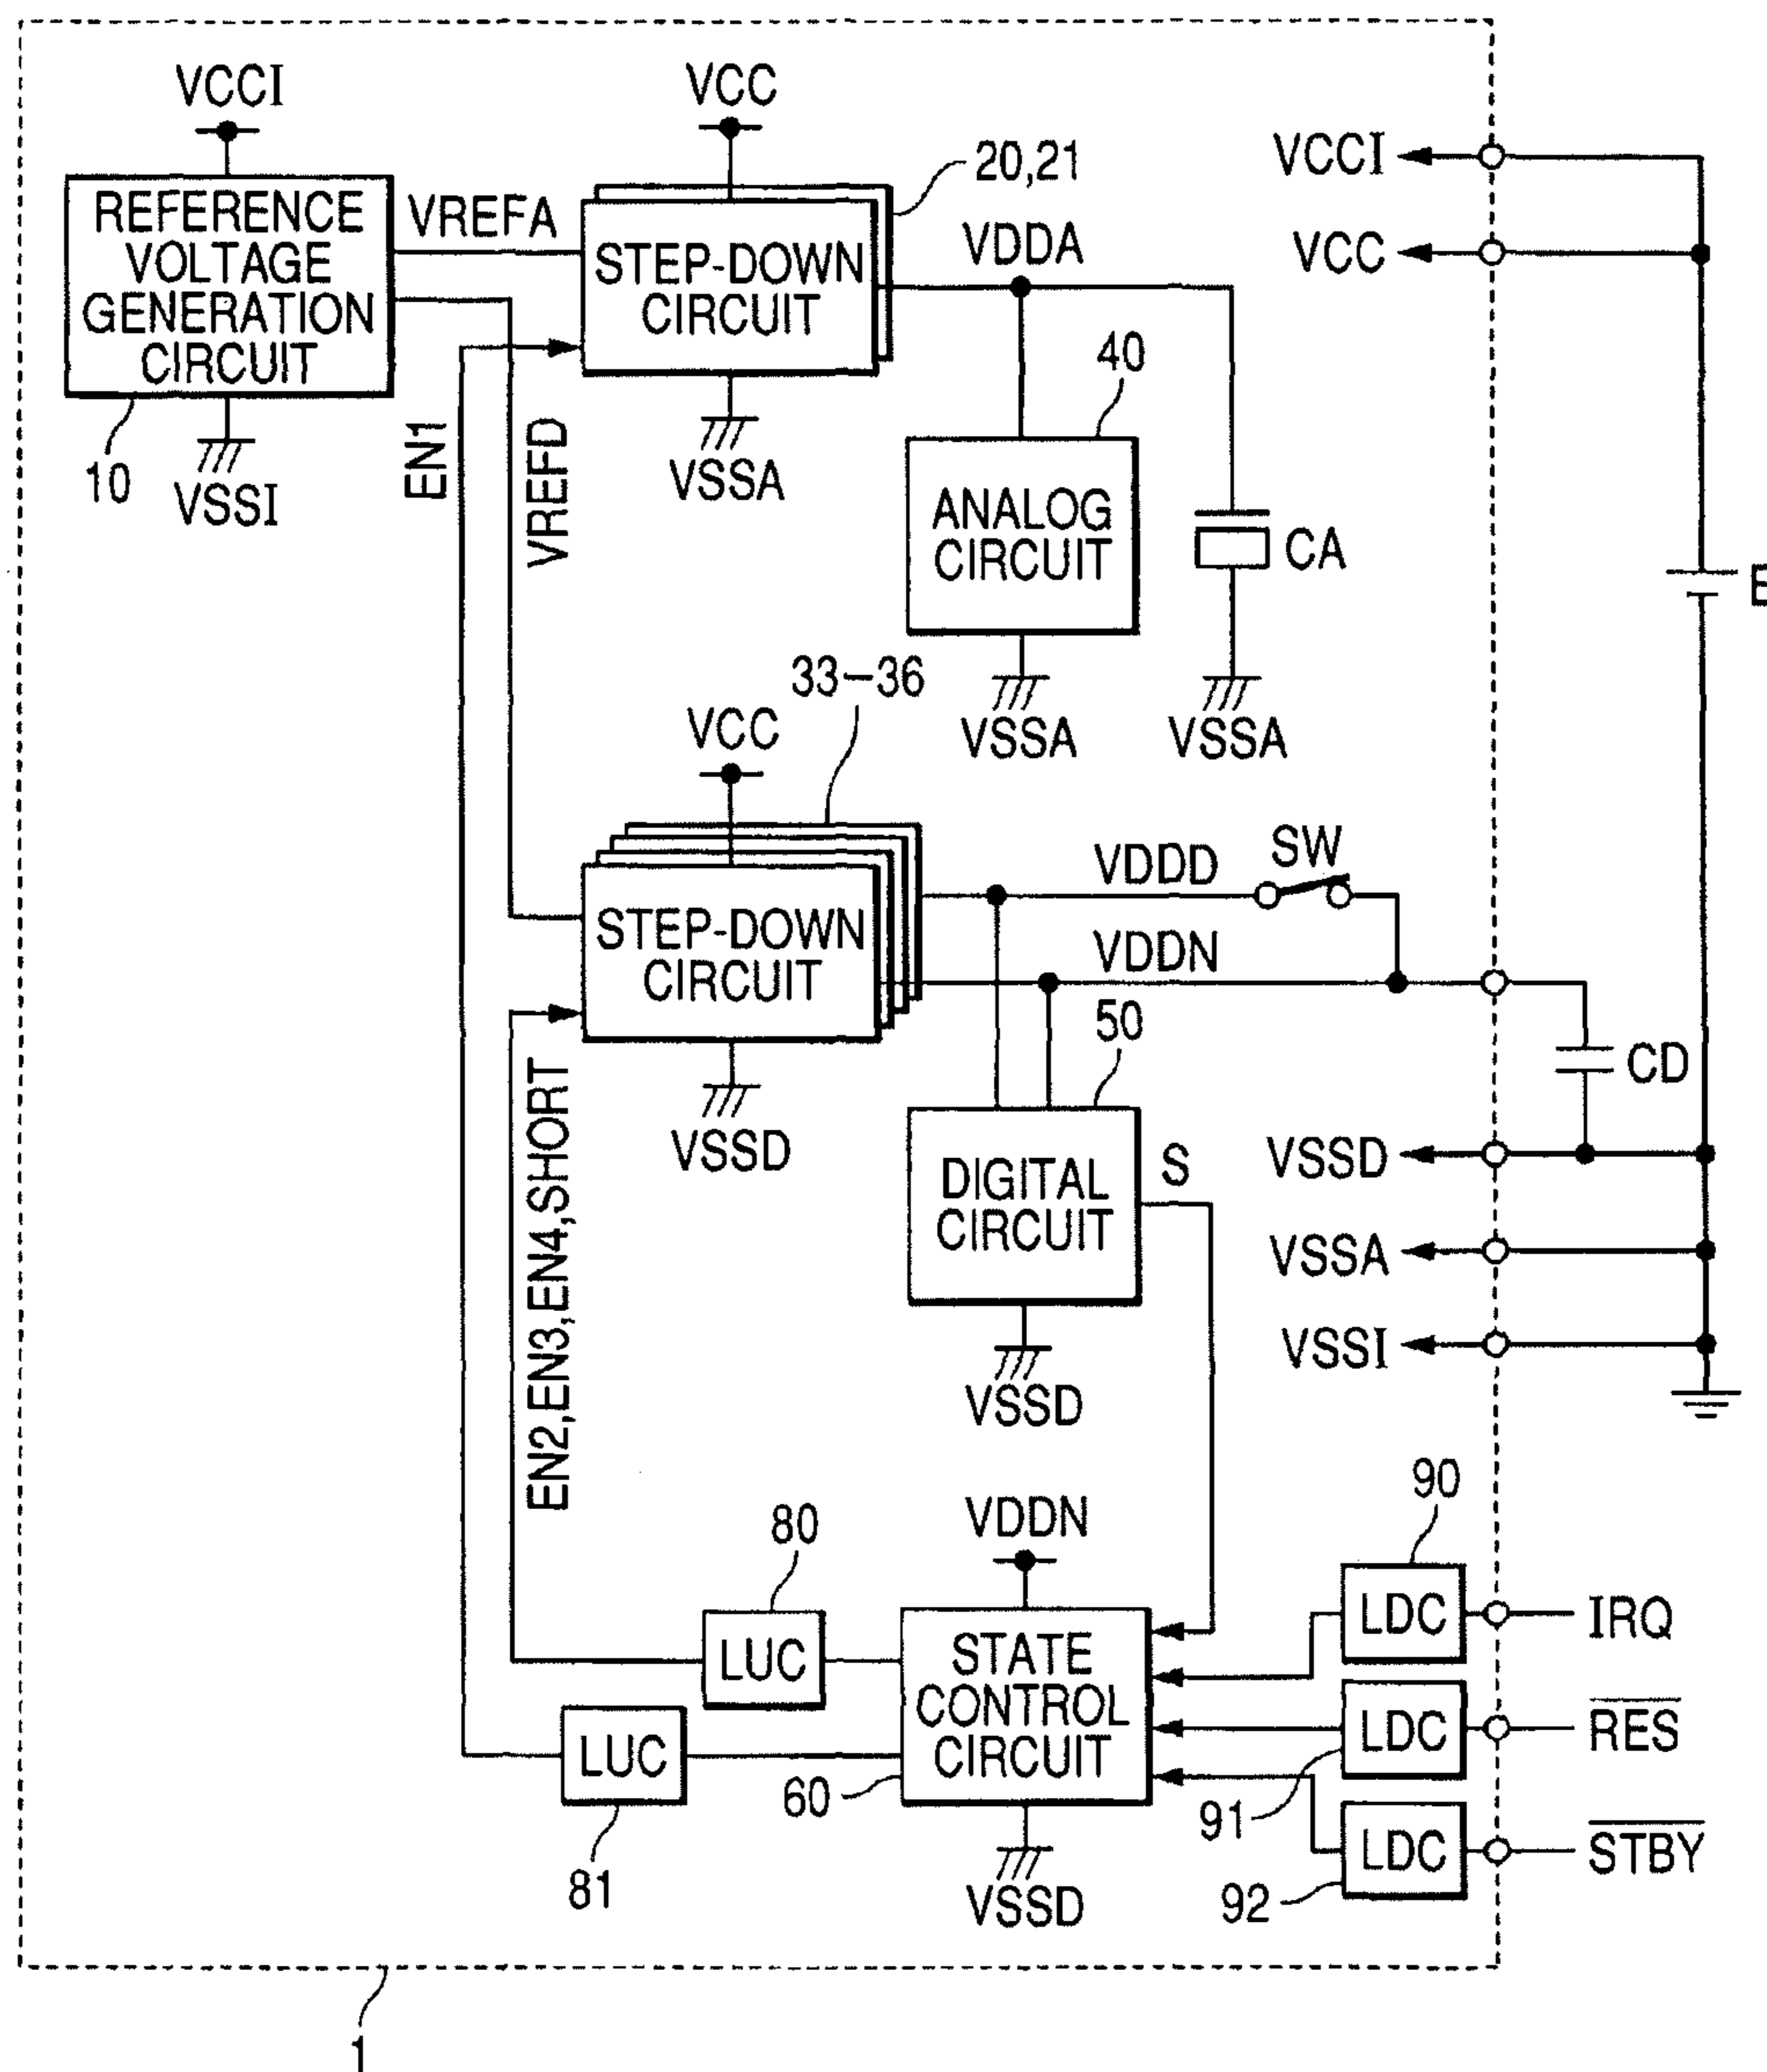 VCCI
VCC
20,21
VCCI
REFERENCE
VOLTAGE
GENERATION
CIRCUIT
VREFA
STEP-DOWN
CIRCUIT
VDDA
VCC
40
10
VSSI
EN1
VREFD
VSSA
ANALOG
CIRCUIT
CA
33-36
VCC
VSSA
VSSA
STEP-DOWN
CIRCUIT
VDDD
SW
VDDN
50
CD
EN2,EN3,EN4,SHORT
VSSD
DIGITAL
CIRCUIT
S
VSSD
VSSA
VSSI
VSSD
90
80
VDDN
LUC
STATE
CONTROL
CIRCUIT
LDC
IRQ
LUC
60
91
LDC
RES
81
VSSD
92
LDC
STBY
1